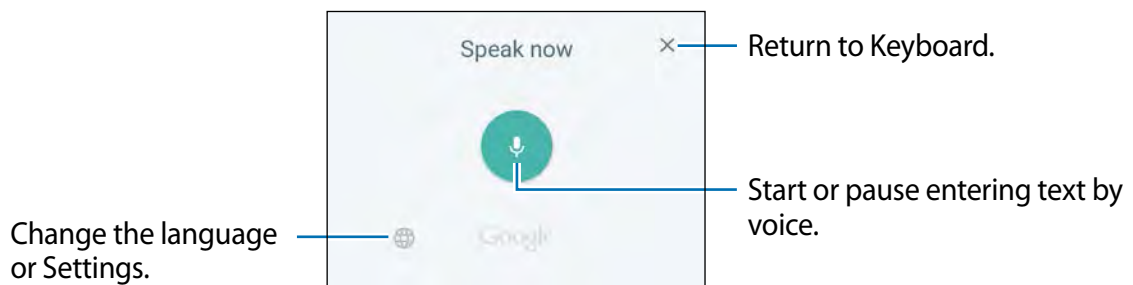 Speak now
Return to Keyboard.
Start or pause entering text by
voice.
Change the language
or Settings.
Google